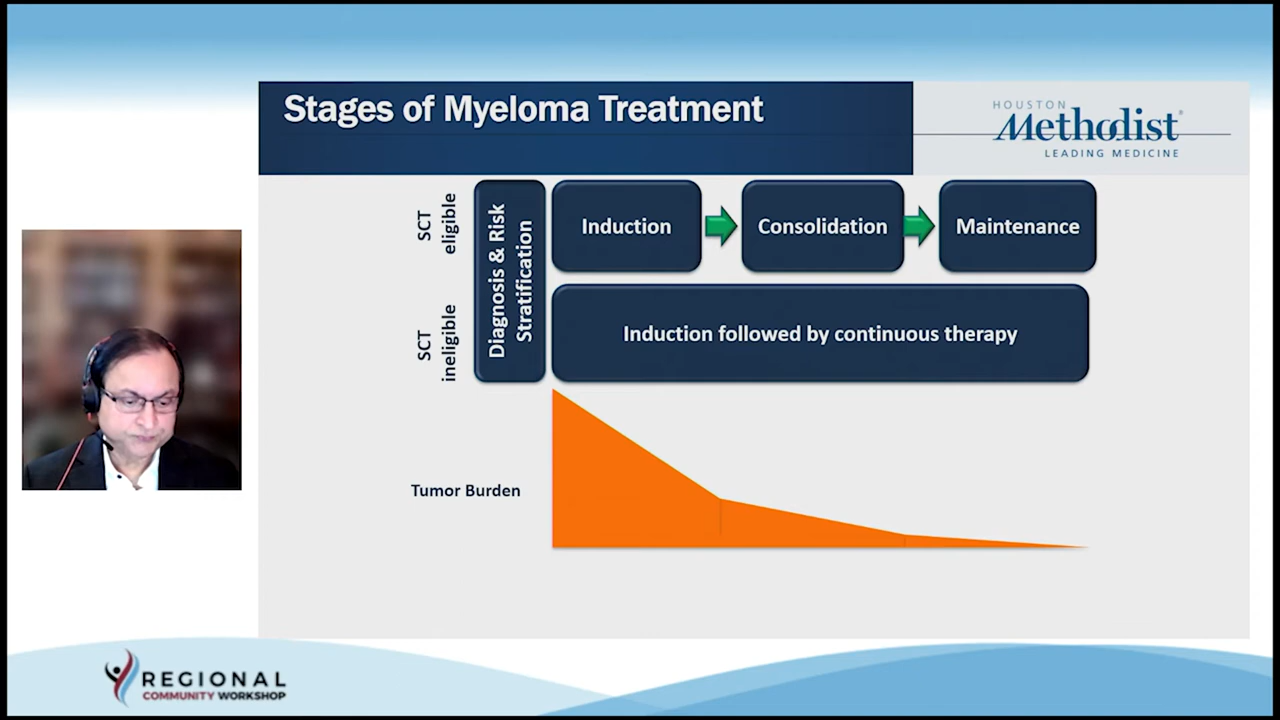 Stages of Myeloma Treatment
HOUSTON
Methodist®
LEADING MEDICINE
SCT
eligible
SCT
ineligible
Diagnosis & Risk
Stratification
Induction
Consolidation
Maintenance
Induction followed by continuous therapy
Tumor Burden
REGIONAL
COMMUNITY WORKSHOP